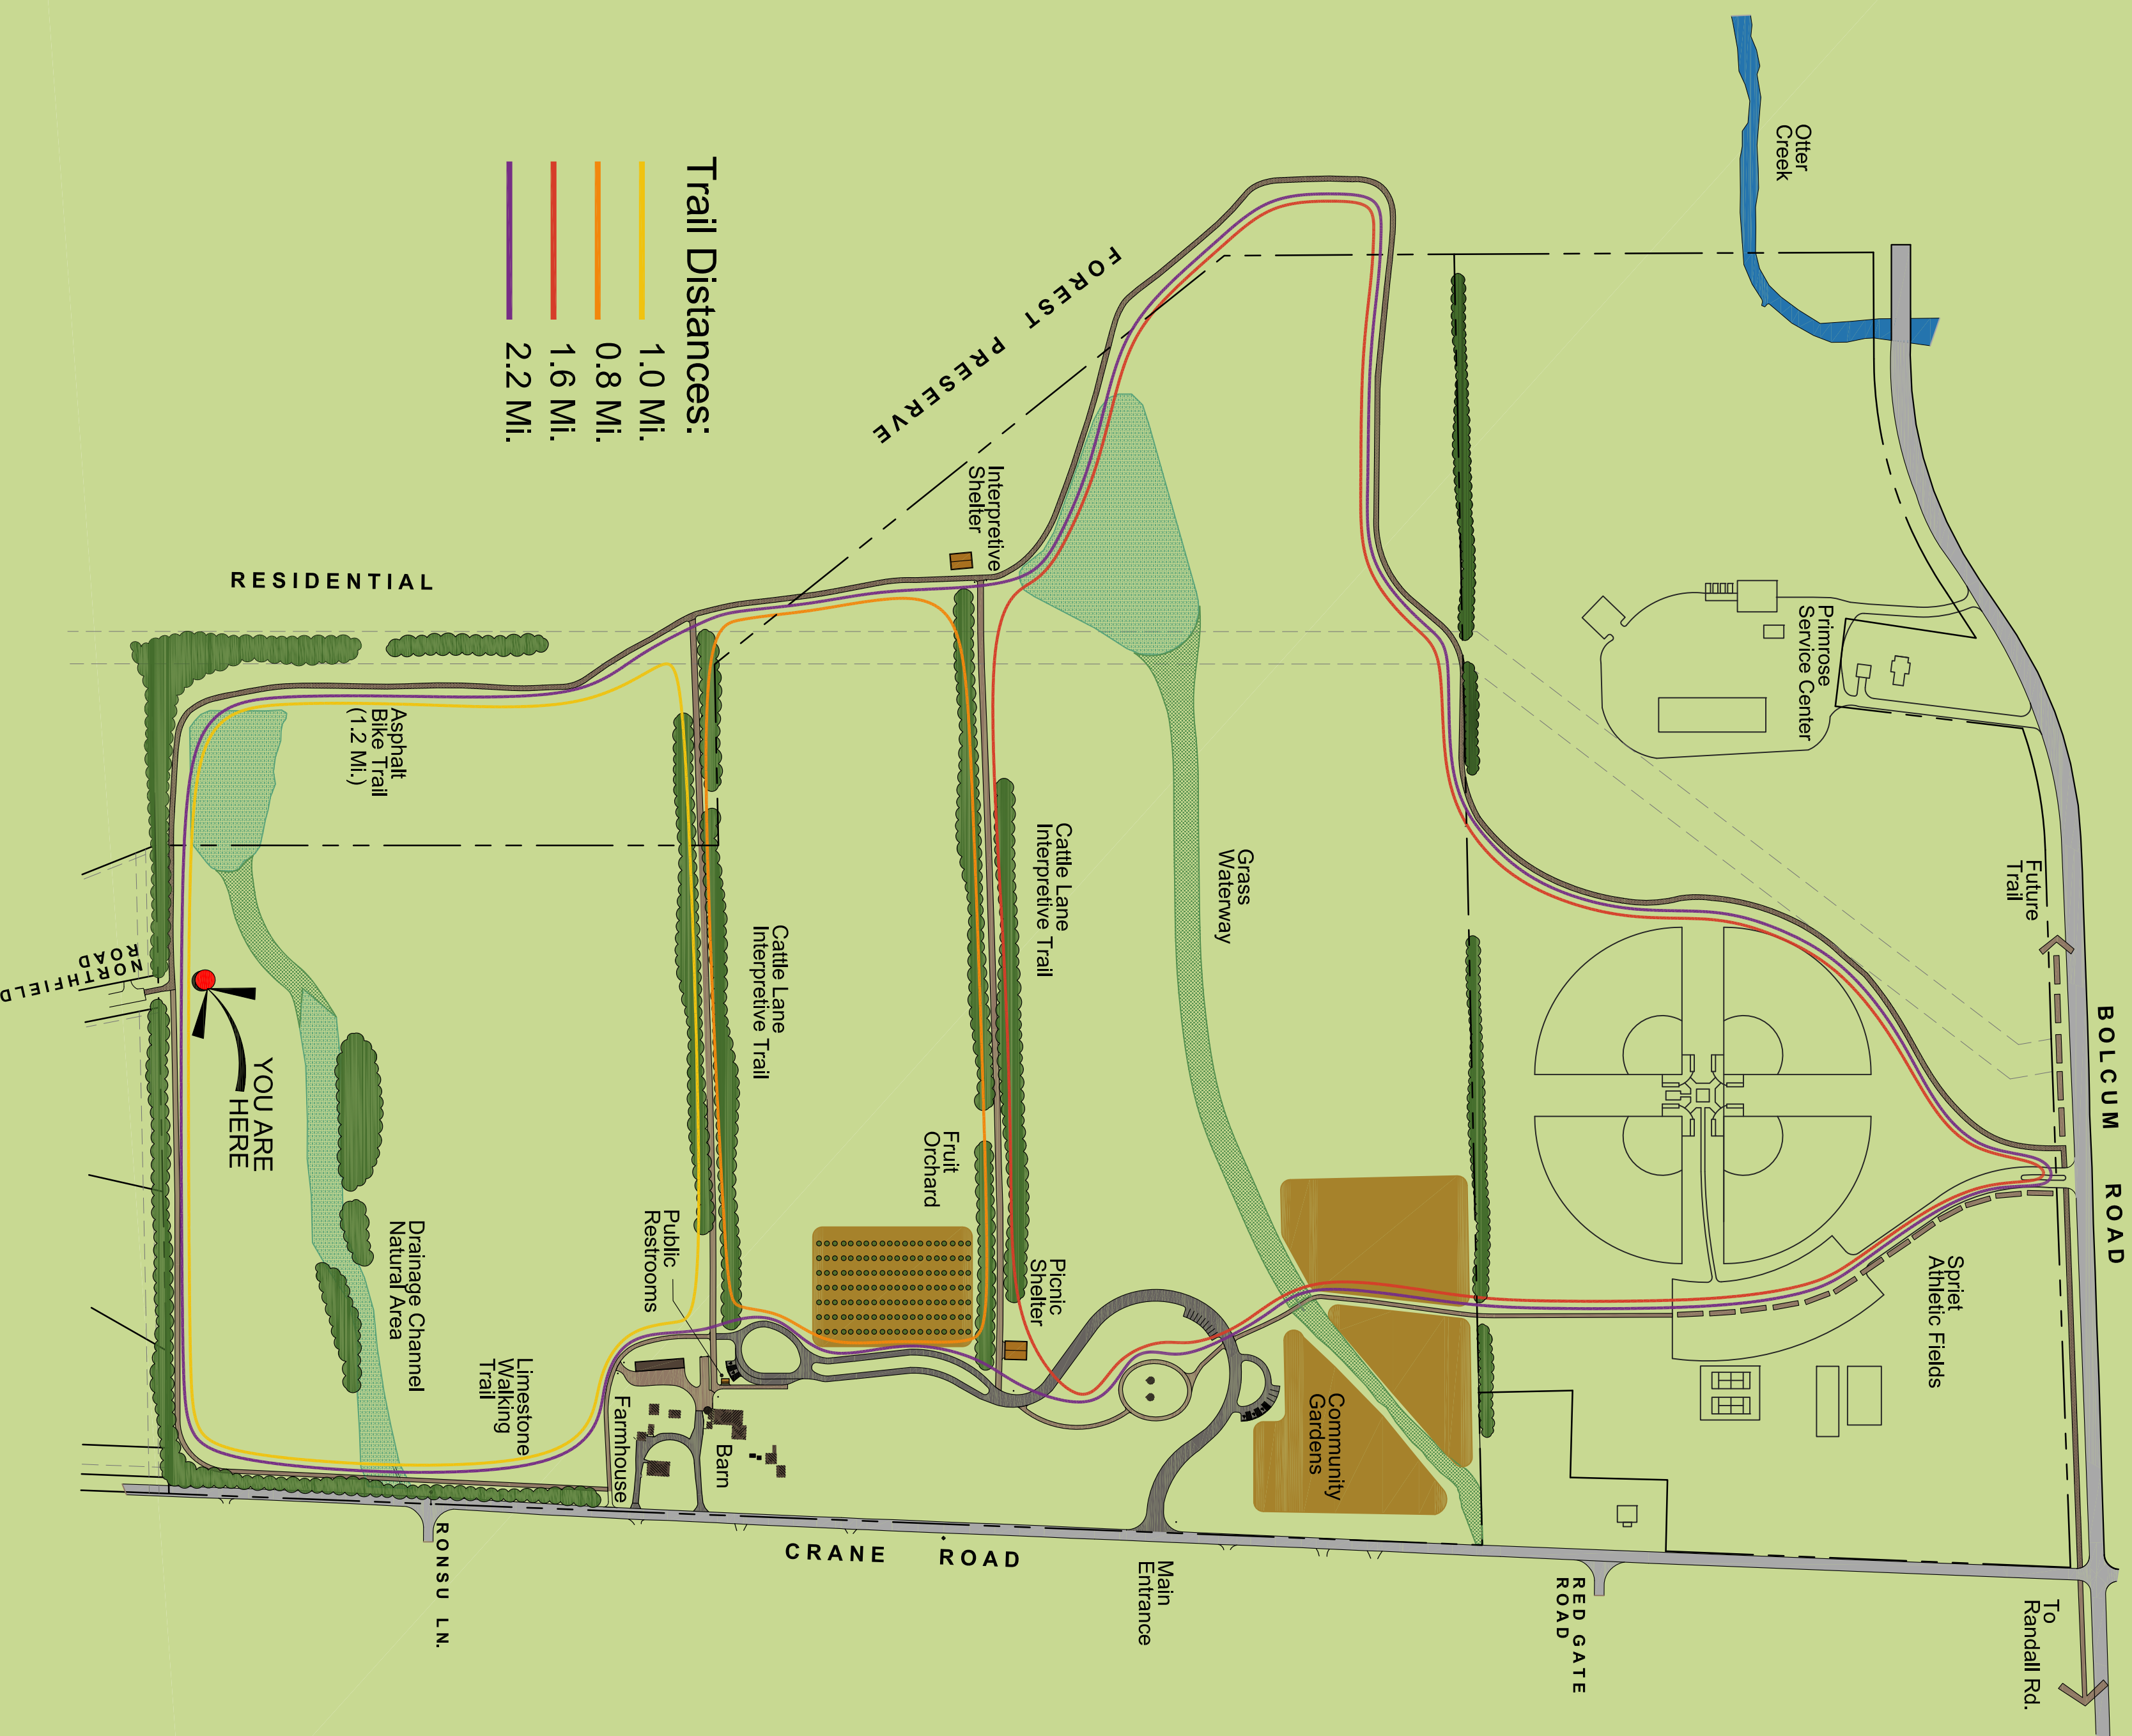 Otter
Creek
Trail Distances:
1.0 Mi.
0.8 Mi.
1.6 Mi.
2.2 Mi.
FOREST PRESERVE
Interpretive
Shelter
RESIDENTIAL
Primrose
Service Center
Asphalt
Bike Trail
(1.2 Mi.)
Cattle Lane
Interpretive Trail
Grass
Waterway
Future
Trail
Cattle Lane
Interpretive Trail
NORTHFIELD
ROAD
BOLCUM ROAD
YOU ARE
HERE
Fruit
Orchard
Public
Restrooms
Drainage Channel
Natural Area
Picnic
Shelter
Spriet
Athletic Fields
Limestone
Walking
Trail
Farmhouse
Barn
Community
Gardens
RONSU LN.
CRANE ROAD
Main
Entrance
RED GATE
ROAD
To
Randall Rd.